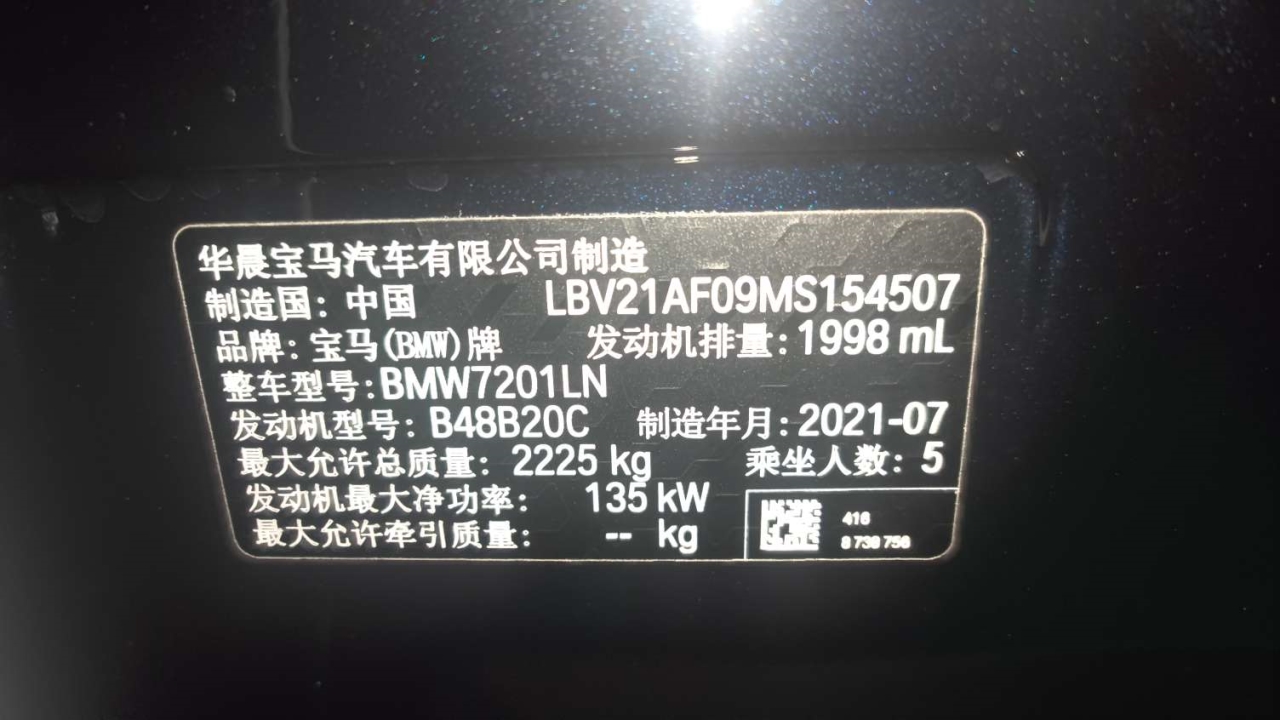 华晨宝马汽车有限公司制造
制造国：中国 LBV21AF09MS154507
品牌：宝马(BMW)牌 发动机排量：1998 mL
整车型号：BMW7201LN
发动机型号：B48B20C 制造年月：2021-07
最大允许总质量：2225 kg 乘坐人数：5
发动机最大净功率：135 kW
最大允许牵引质量：-- kg
416
8 738 756